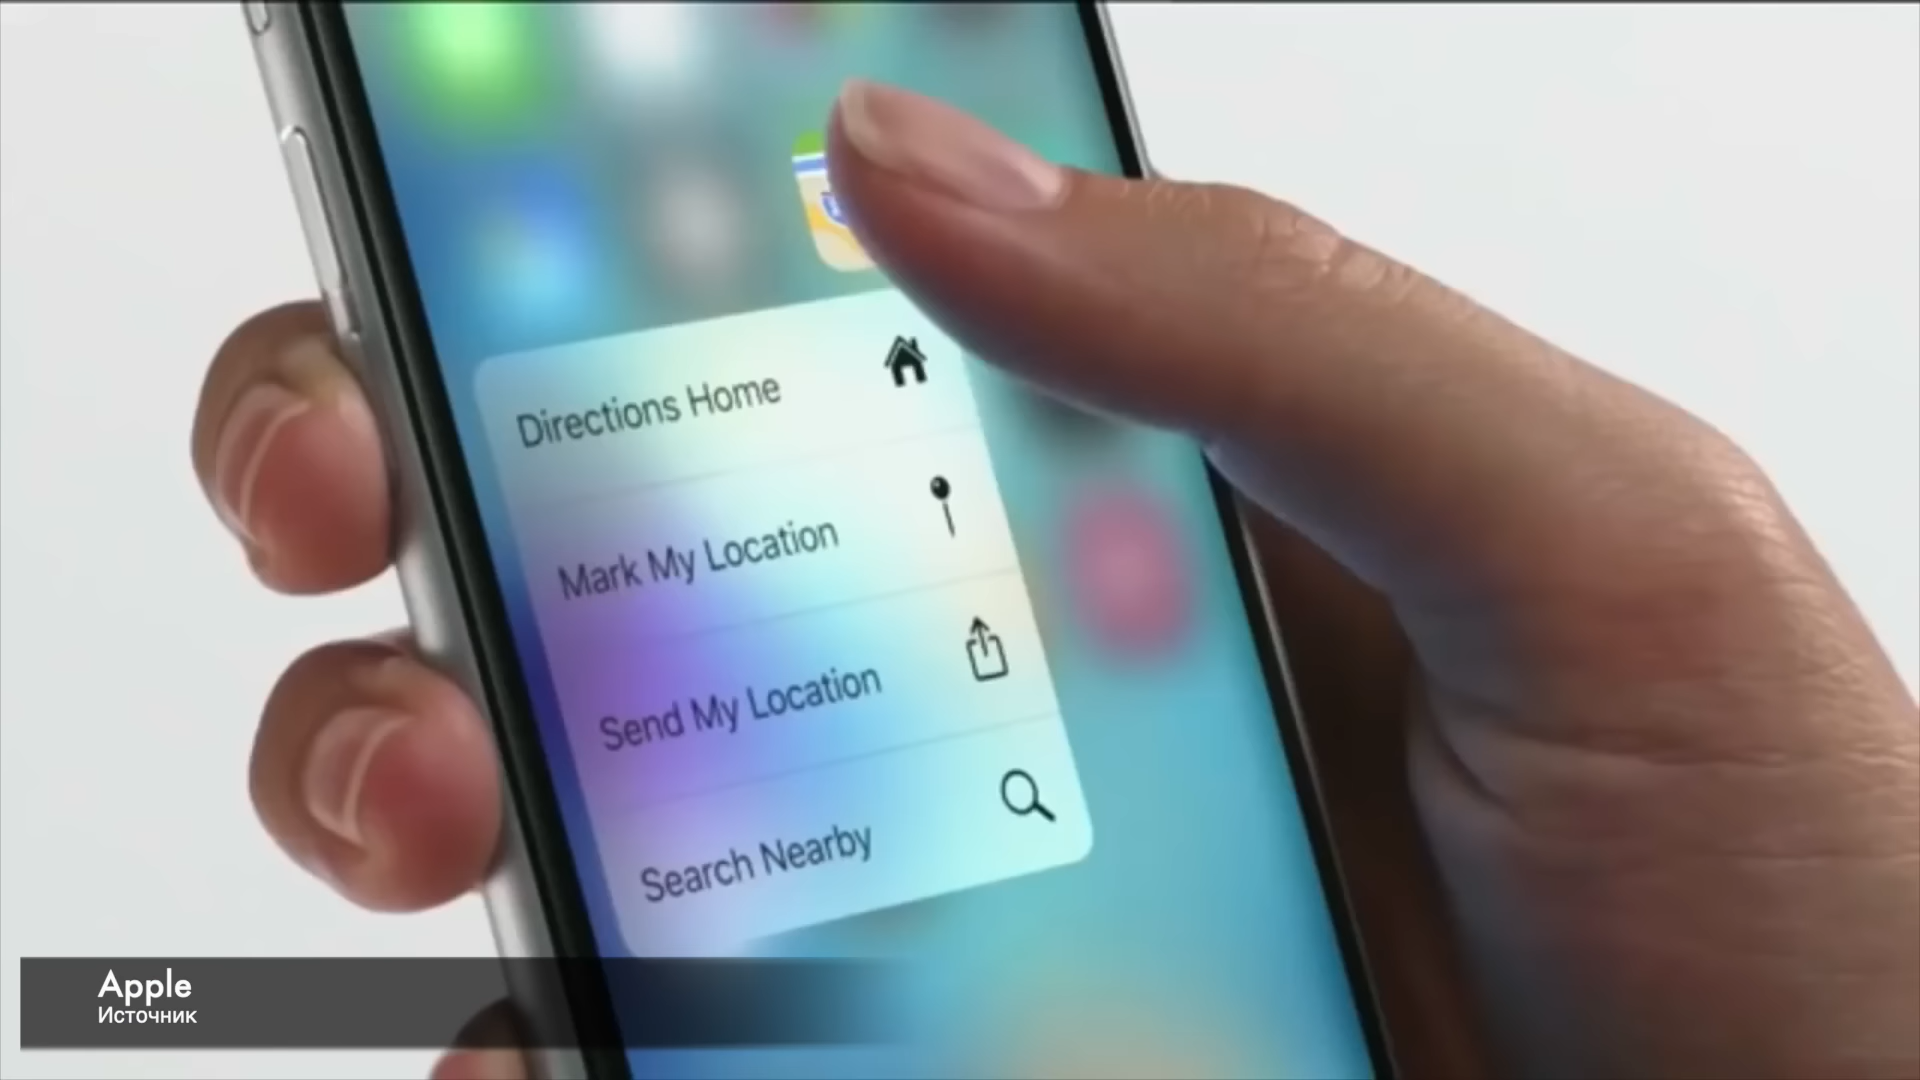 Directions Home
Mark My Location
Send My Location
Search Nearby
Apple
Источник